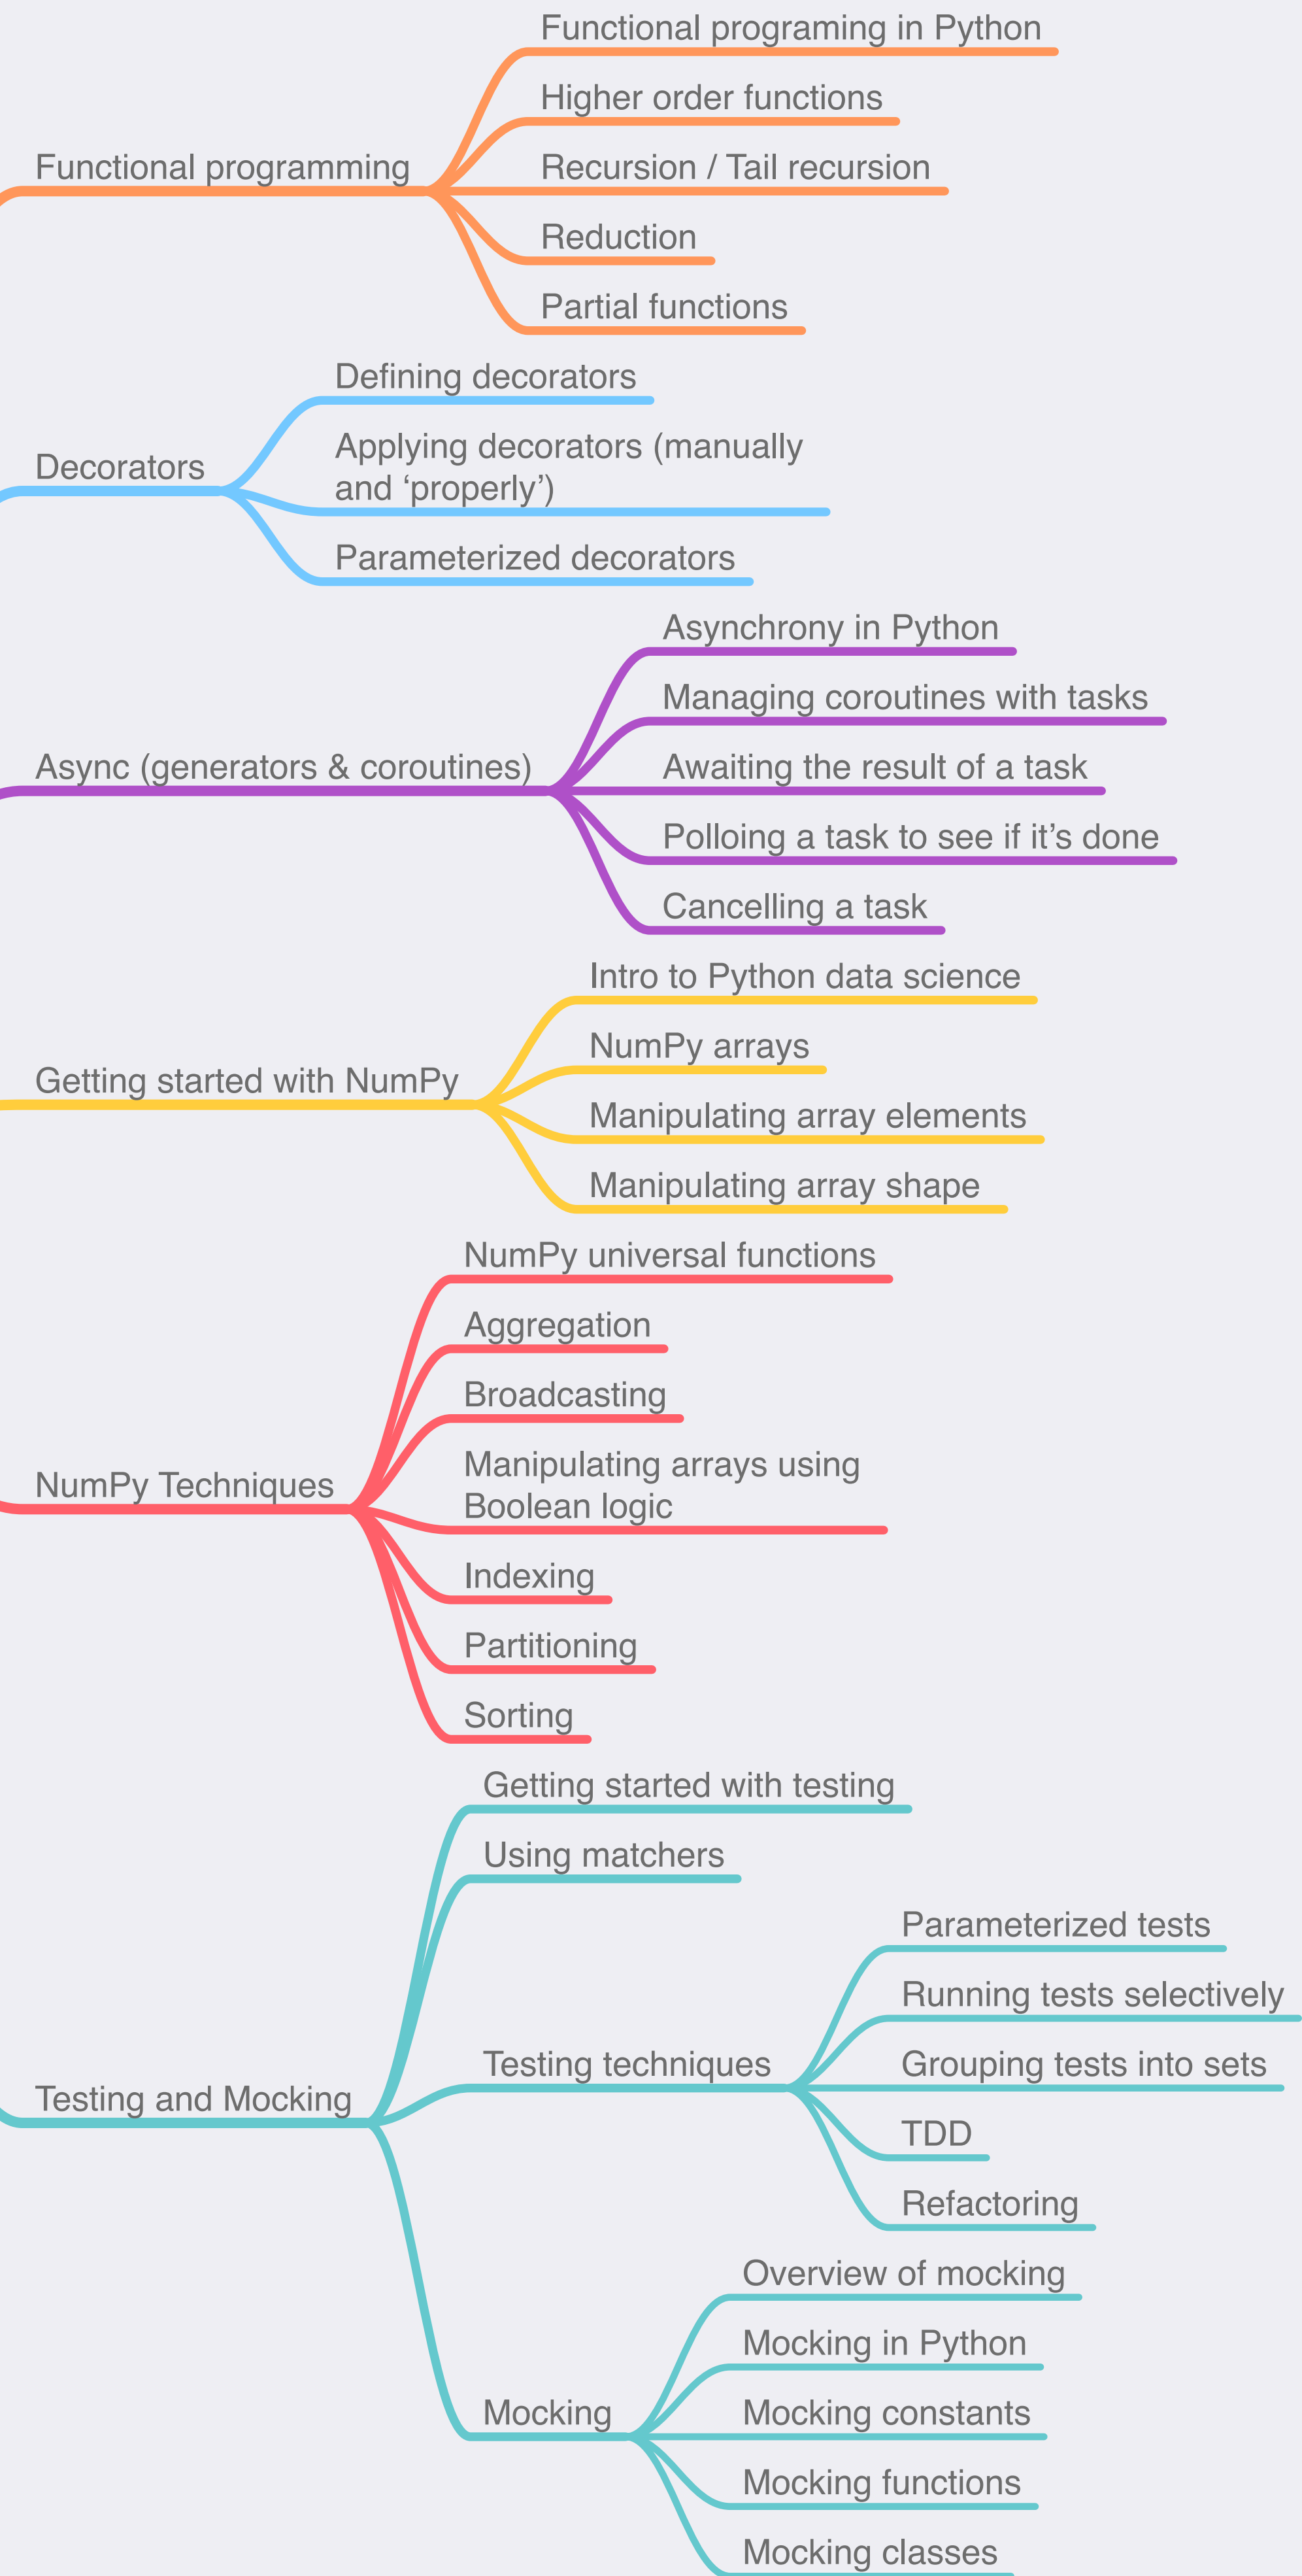 Functional programing in Python
Higher order functions
Functional programming
Recursion / Tail recursion
Reduction
Partial functions
Defining decorators
Decorators
Applying decorators (manually
and ‘properly’)
Parameterized decorators
Asynchrony in Python
Managing coroutines with tasks
Async (generators & coroutines)
Awaiting the result of a task
Polloing a task to see if it’s done
Cancelling a task
Intro to Python data science
NumPy arrays
Getting started with NumPy
Manipulating array elements
Manipulating array shape
NumPy universal functions
Aggregation
Broadcasting
NumPy Techniques
Manipulating arrays using
Boolean logic
Indexing
Partitioning
Sorting
Getting started with testing
Using matchers
Testing and Mocking
Testing techniques
Parameterized tests
Running tests selectively
Grouping tests into sets
TDD
Refactoring
Mocking
Overview of mocking
Mocking in Python
Mocking constants
Mocking functions
Mocking classes